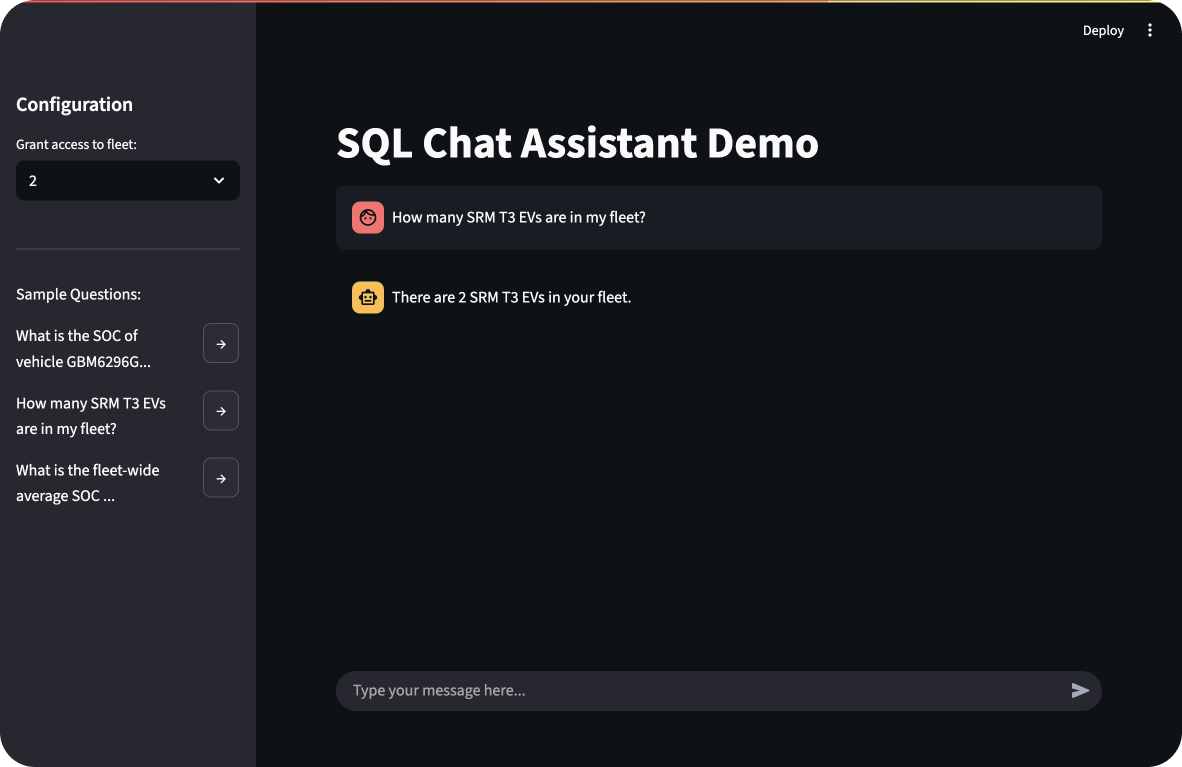 Deploy
Configuration
Grant access to fleet:
2
Sample Questions:
What is the SOC of
vehicle GBM6296G...
How many SRM T3 EVs
are in my fleet?
What is the fleet-wide
average SOC ...
SQL Chat Assistant Demo
How many SRM T3 EVs are in my fleet?
There are 2 SRM T3 EVs in your fleet.
Type your message here...